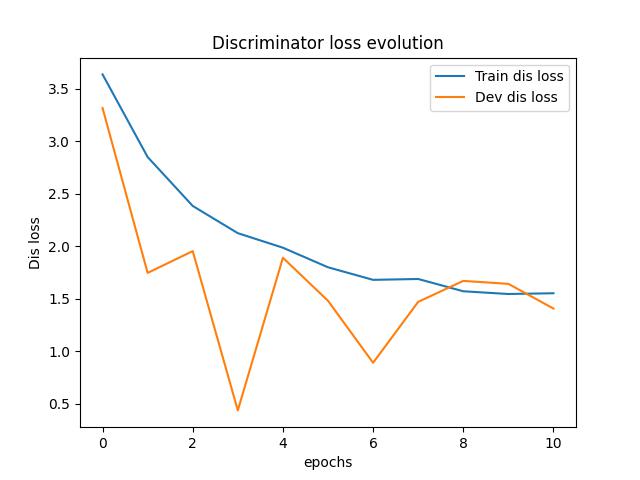 Discriminator loss evolution
Train dis loss
Dev dis loss
Dis loss
3.5
3.0
2.5
2.0
1.5
1.0
0.5
0 2 4 6 8 10
epochs